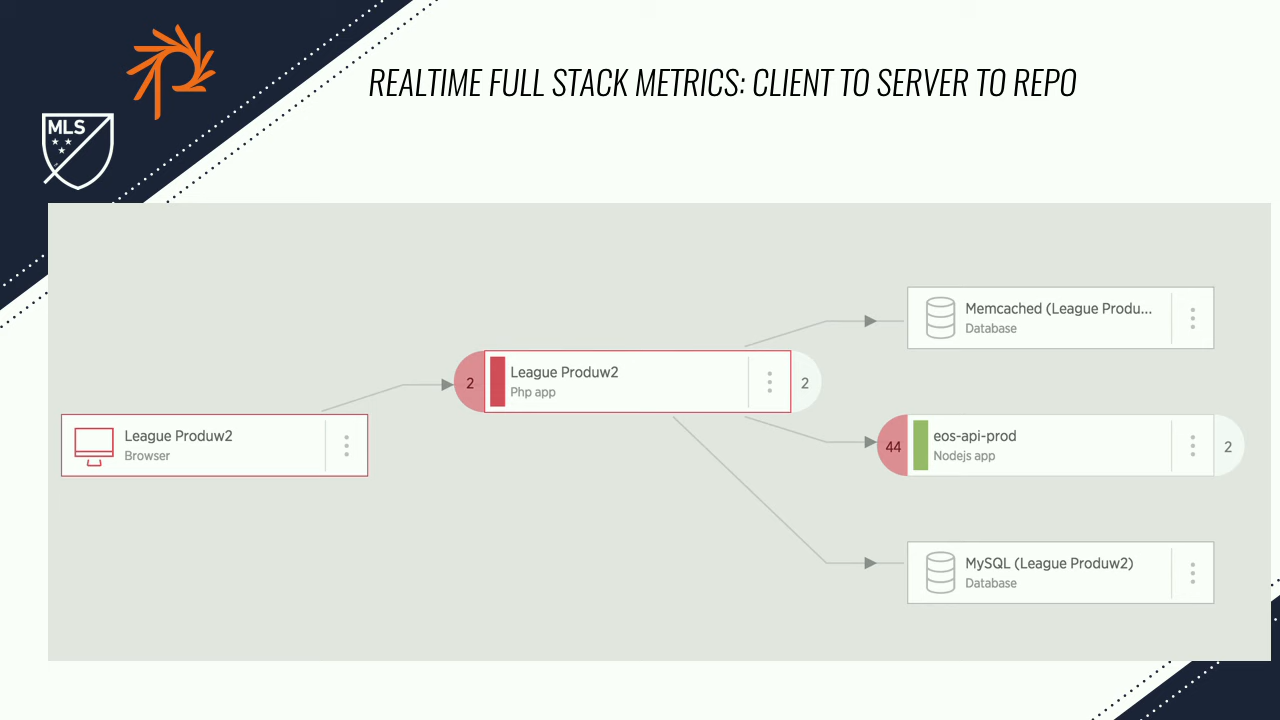 MLS
REALTIME FULL STACK METRICS: CLIENT TO SERVER TO REPO
League Produw2
Browser
2
League Produw2
Php app
2
Memcached (League Produ...
Database
44
eos-api-prod
Nodejs app
2
MySQL (League Produw2)
Database